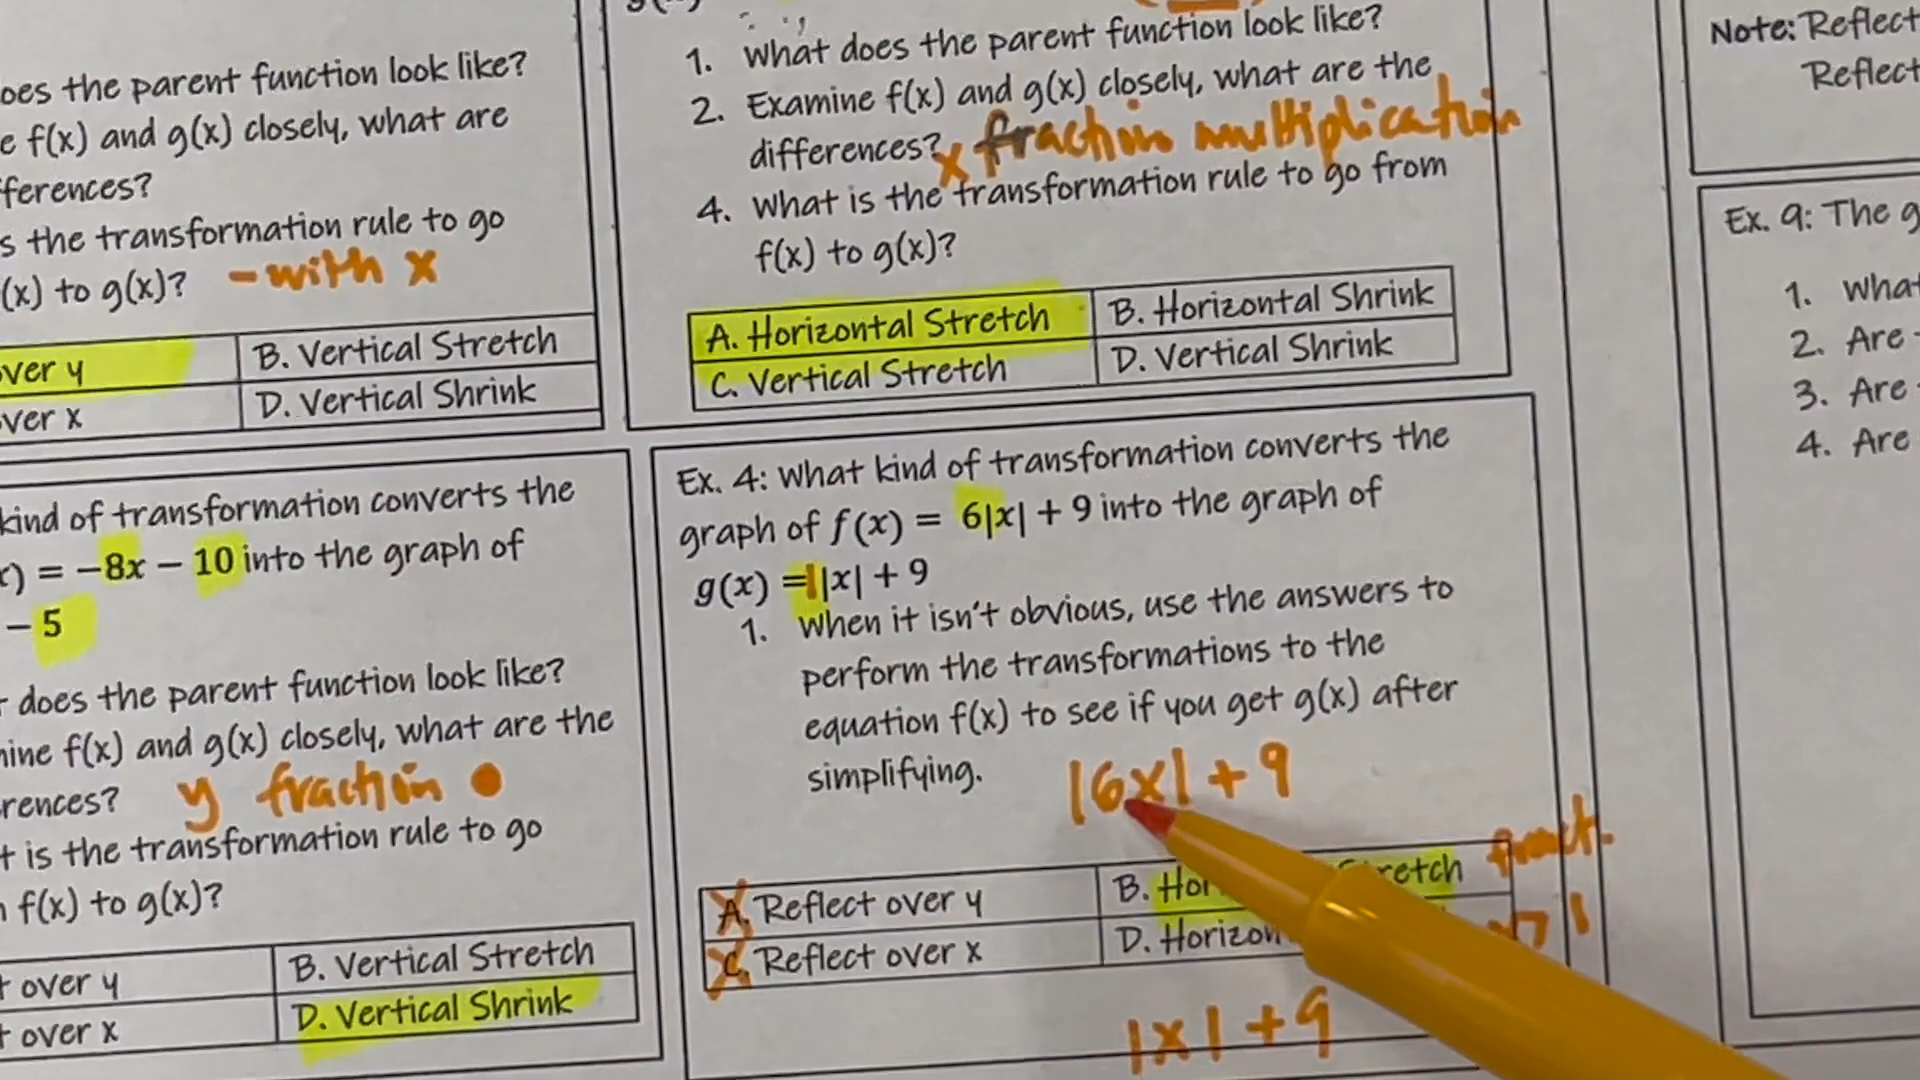 oes the parent function look like?
e f(x) and g(x) closely, what are
fferences?
s the transformation rule to go
(x) to g(x)? - with x
ver y
B. Vertical Stretch
ver x
D. Vertical Shrink
1. What does the parent function look like?
2. Examine f(x) and g(x) closely, what are the
differences? x fraction multiplication
4. What is the transformation rule to go from
f(x) to g(x)?
A. Horizontal Stretch
B. Horizontal Shrink
C. Vertical Stretch
D. Vertical Shrink
Note: Reflect
Reflect
Ex. 9: The g
1. What
2. Are
3. Are
4. Are
kind of transformation converts the
) = −8x − 10 into the graph of
− 5
does the parent function look like?
mine f(x) and g(x) closely, what are the
rences? y fraction
t is the transformation rule to go
f(x) to g(x)?
t over y
B. Vertical Stretch
t over x
D. Vertical Shrink
Ex. 4: What kind of transformation converts the
graph of f(x) = 6|x| + 9 into the graph of
g(x) = 1|x| + 9
1. When it isn't obvious, use the answers to
perform the transformations to the
equation f(x) to see if you get g(x) after
simplifying. |6x| + 9
A. Reflect over y
B. Hor retch fract.
C. Reflect over x
D. Horizon 1
|x| + 9